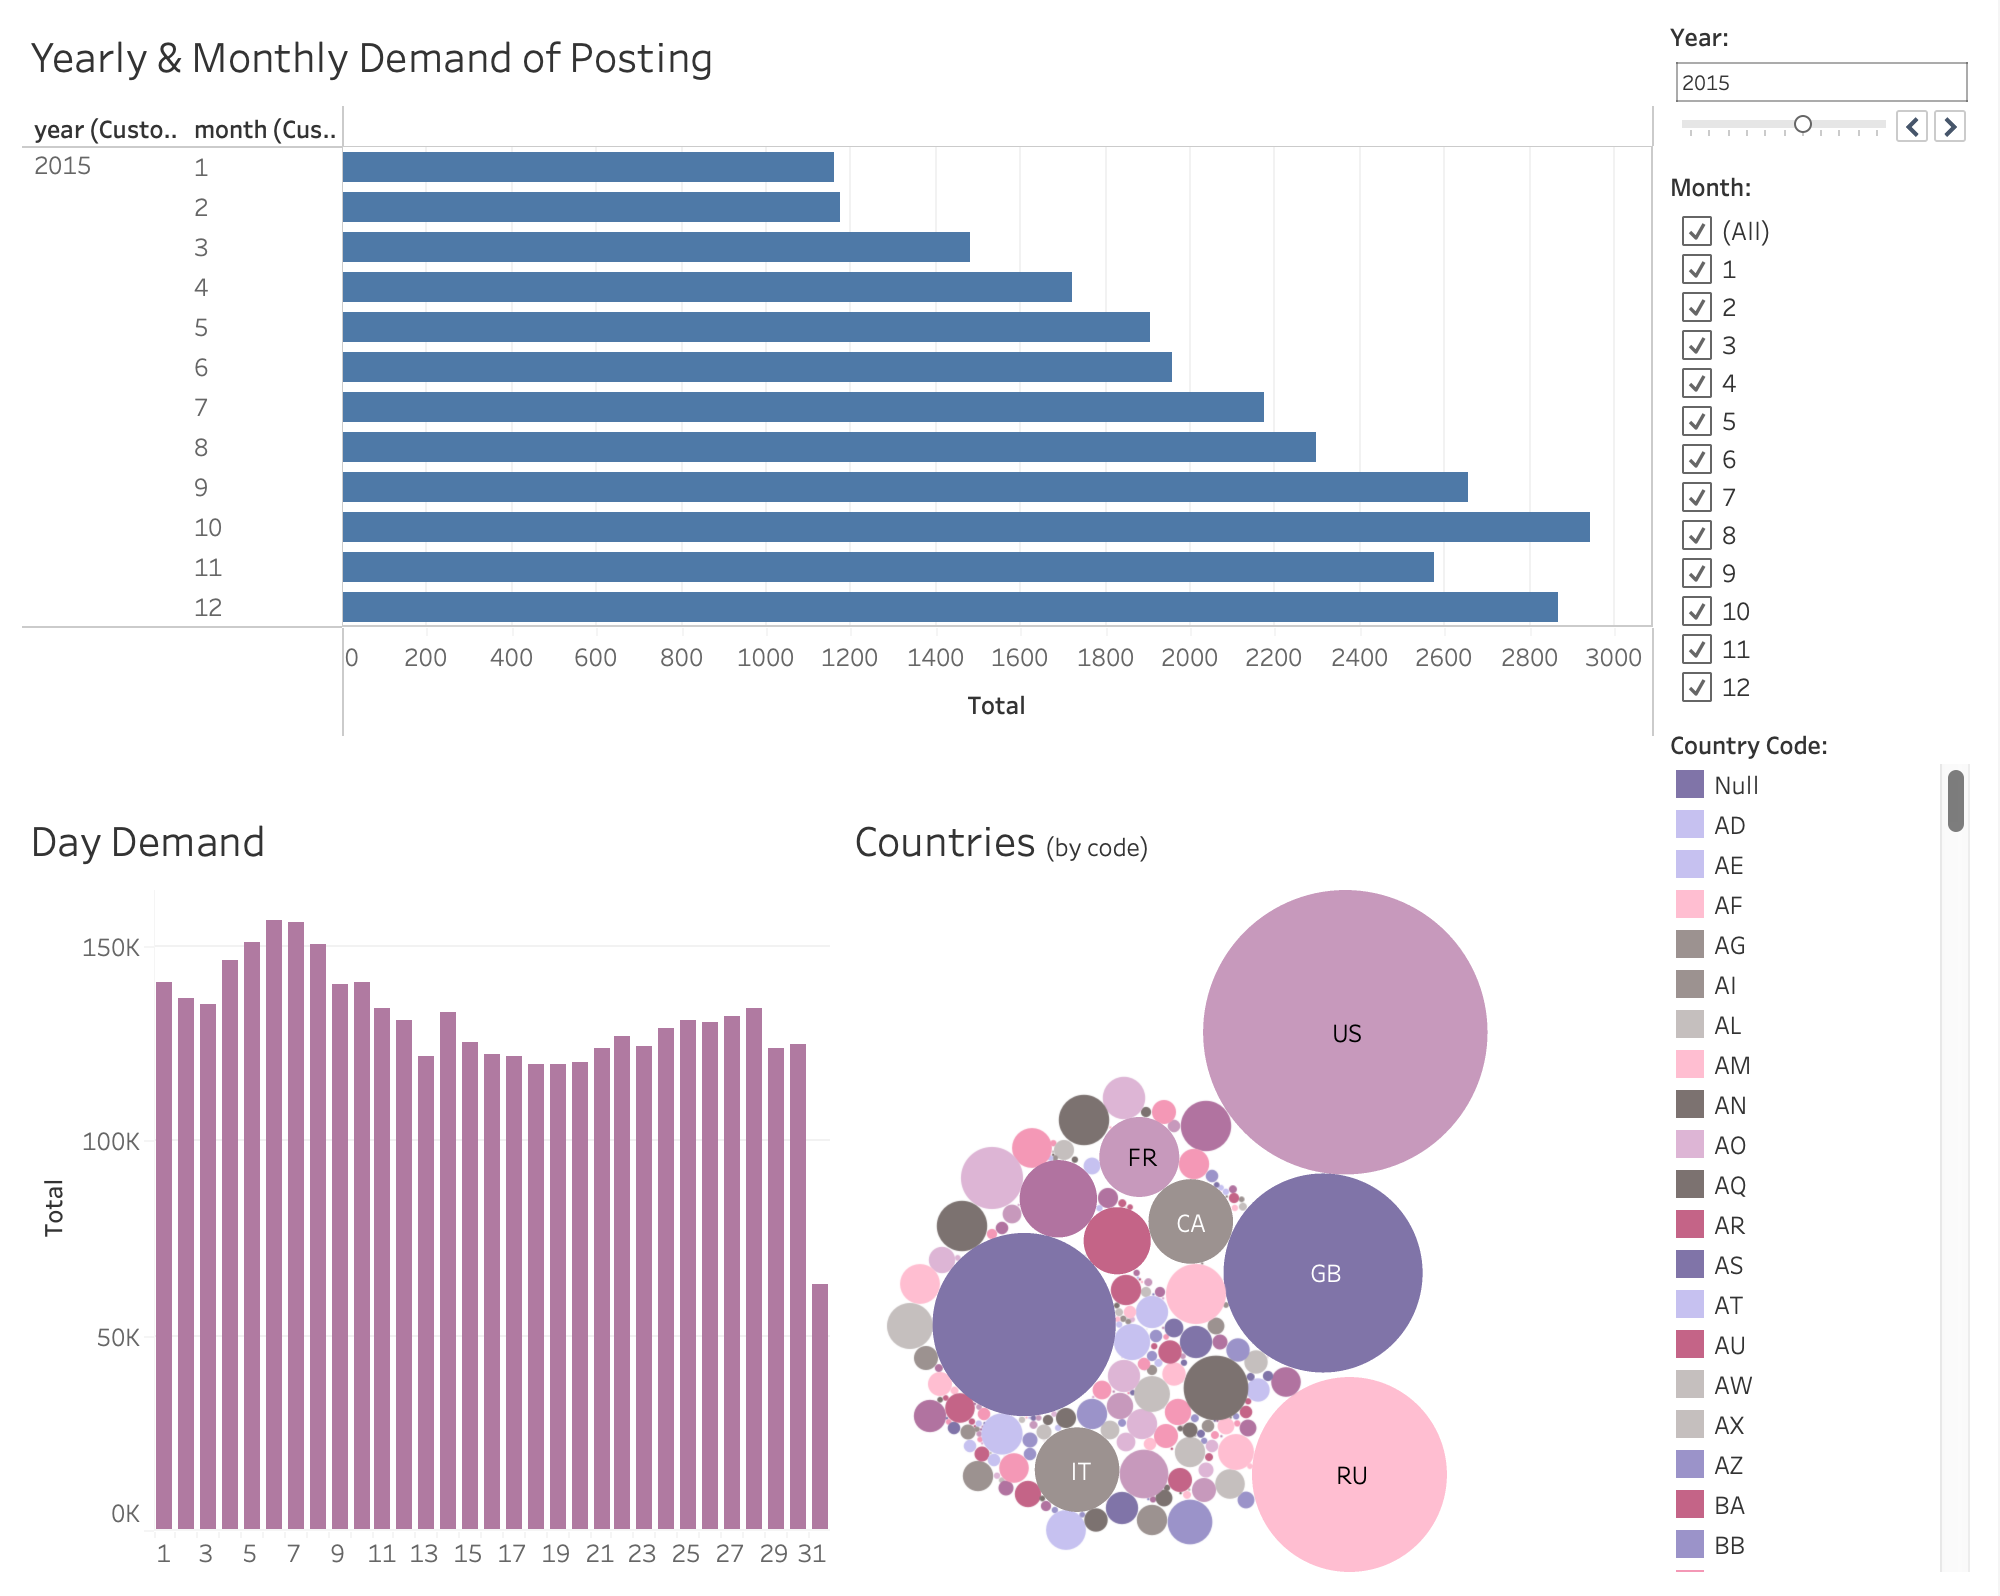 Yearly & Monthly Demand of Posting
year (Custo.. month (Cus..
2015 1
2
3
4
5
6
7
8
9
10
11
12
0 200 400 600 800 1000 1200 1400 1600 1800 2000 2200 2400 2600 2800 3000
Total
Year:
2015
Month:
(All)
1
2
3
4
5
6
7
8
9
10
11
12
Day Demand
150K
100K
50K
0K
Total
1 3 5 7 9 11 13 15 17 19 21 23 25 27 29 31
Countries (by code)
US
FR
CA
GB
IT
RU
Country Code:
Null
AD
AE
AF
AG
AI
AL
AM
AN
AO
AQ
AR
AS
AT
AU
AW
AX
AZ
BA
BB